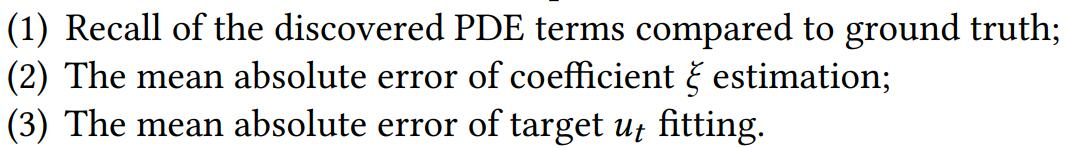 (1) Recall of the discovered PDE terms compared to ground truth;
(2) The mean absolute error of coefficient ξ estimation;
(3) The mean absolute error of target u_t fitting.